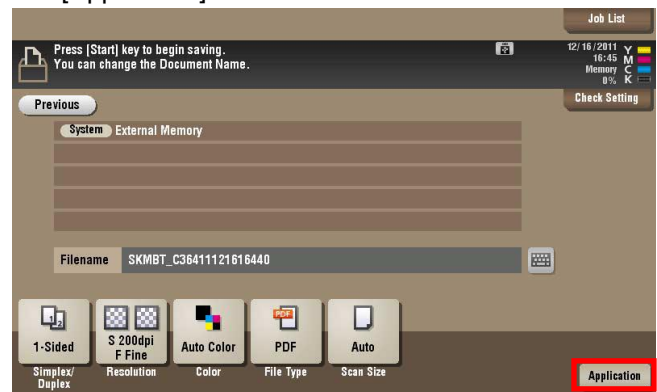 Job List
Press [Start] key to begin saving.
You can change the Document Name.
12/16/2011
16:45
Memory
0%
Y
M
C
K
Previous
Check Setting
System External Memory
Filename SKMBT_C36411121616440
1-Sided
S 200dpi
F Fine
Auto Color
PDF
PDF
Auto
Simplex/
Duplex
Resolution
Color
File Type
Scan Size
Application